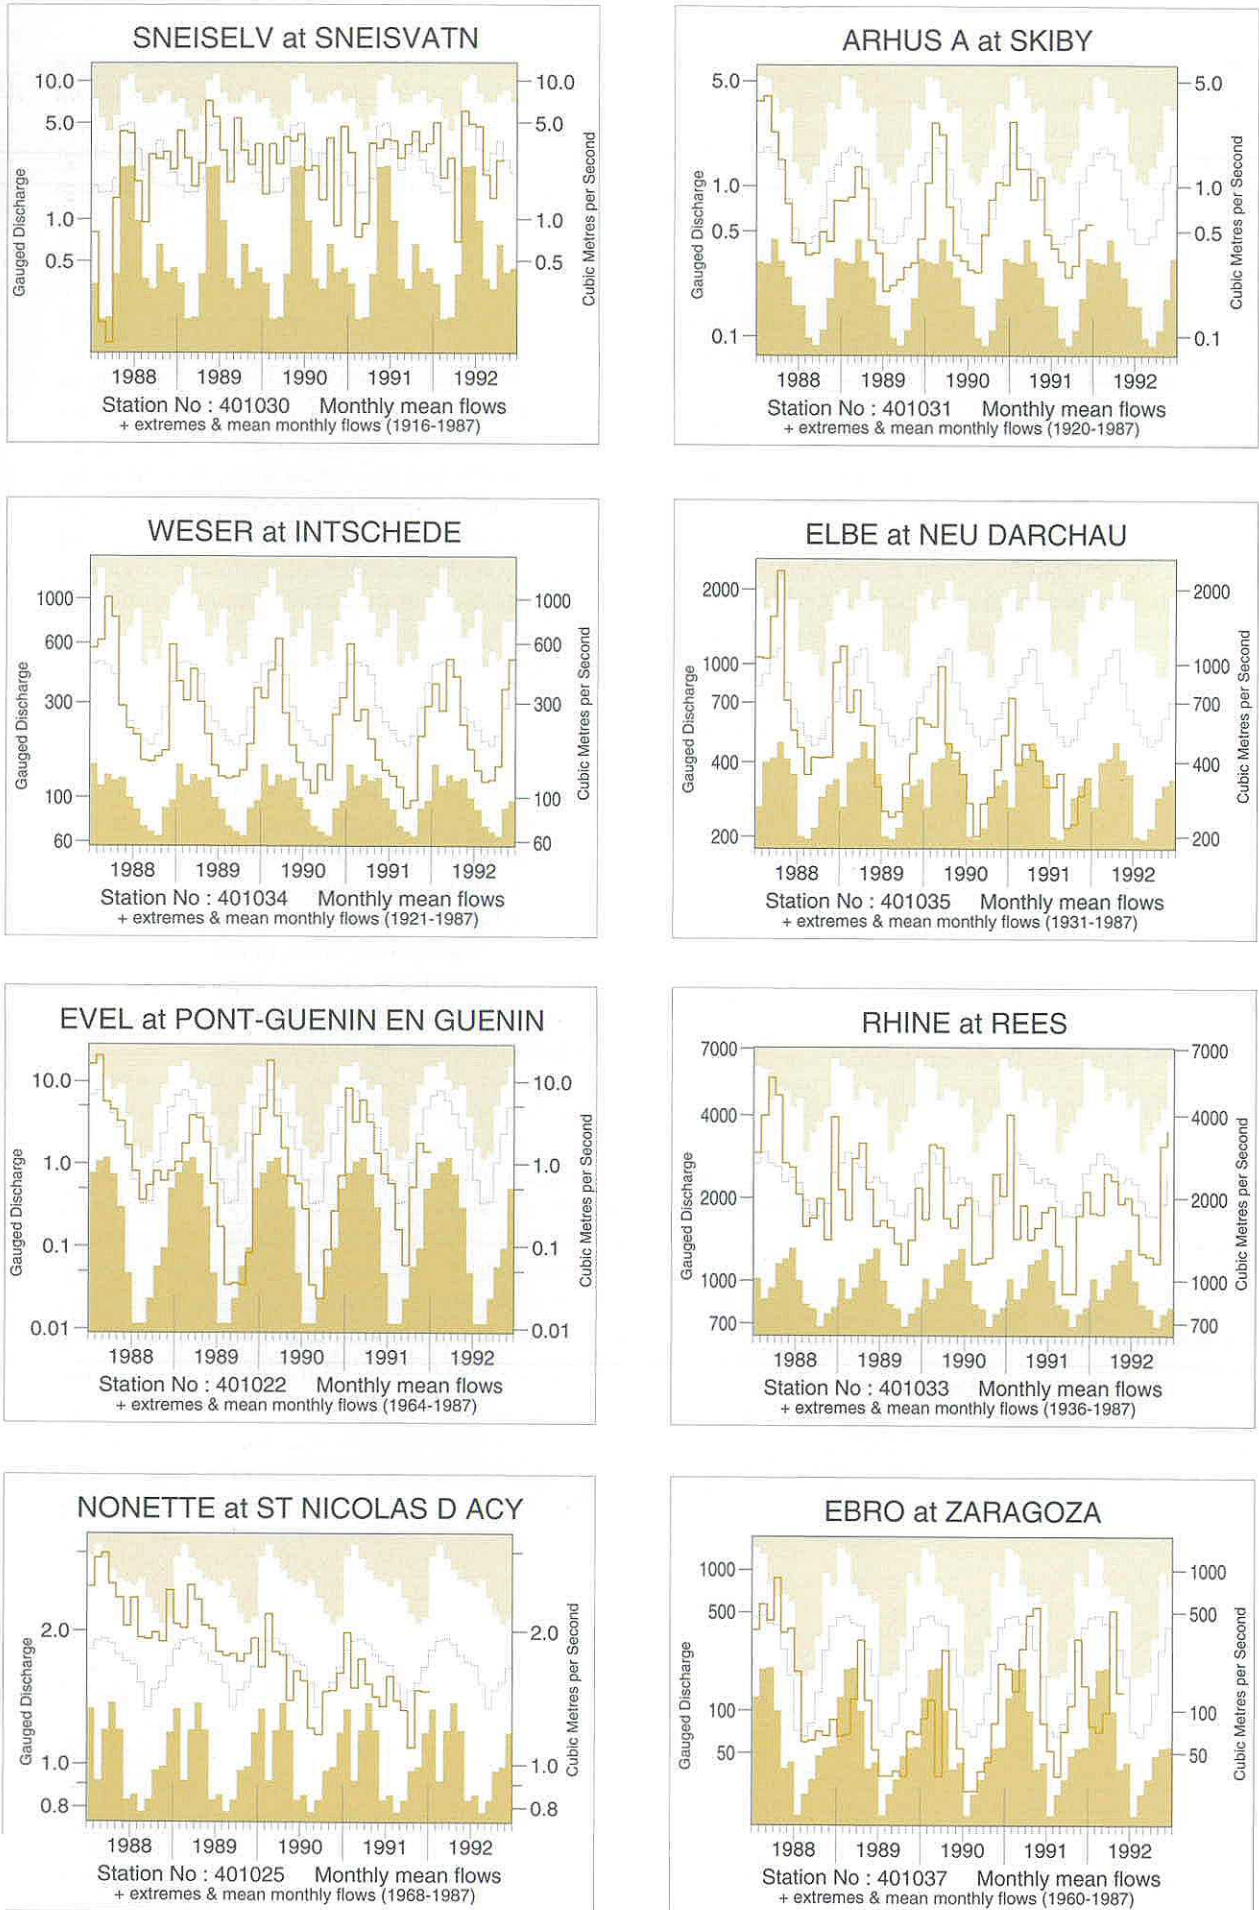 SNEISELV at SNEISVATN
10.0
5.0
1.0
0.5
10.0
5.0
1.0
0.5
Gauged Discharge
Cubic Metres per Second
1988 1989 1990 1991 1992
Station No : 401030 Monthly mean flows
+ extremes & mean monthly flows (1916-1987)
ARHUS A at SKIBY
5.0
1.0
0.5
0.1
5.0
1.0
0.5
0.1
Gauged Discharge
Cubic Metres per Second
1988 1989 1990 1991 1992
Station No : 401031 Monthly mean flows
+ extremes & mean monthly flows (1920-1987)
WESER at INTSCHEDE
1000
600
300
100
60
1000
600
300
100
60
Gauged Discharge
Cubic Metres per Second
1988 1989 1990 1991 1992
Station No : 401034 Monthly mean flows
+ extremes & mean monthly flows (1921-1987)
ELBE at NEU DARCHAU
2000
1000
700
400
200
2000
1000
700
400
200
Gauged Discharge
Cubic Metres per Second
1988 1989 1990 1991 1992
Station No : 401035 Monthly mean flows
+ extremes & mean monthly flows (1931-1987)
EVEL at PONT-GUENIN EN GUENIN
10.0
1.0
0.1
0.01
10.0
1.0
0.1
0.01
Gauged Discharge
Cubic Metres per Second
1988 1989 1990 1991 1992
Station No : 401022 Monthly mean flows
+ extremes & mean monthly flows (1964-1987)
RHINE at REES
7000
4000
2000
1000
700
7000
4000
2000
1000
700
Gauged Discharge
Cubic Metres per Second
1988 1989 1990 1991 1992
Station No : 401033 Monthly mean flows
+ extremes & mean monthly flows (1936-1987)
NONETTE at ST NICOLAS D ACY
2.0
1.0
0.8
2.0
1.0
0.8
Gauged Discharge
Cubic Metres per Second
1988 1989 1990 1991 1992
Station No : 401025 Monthly mean flows
+ extremes & mean monthly flows (1968-1987)
EBRO at ZARAGOZA
1000
500
100
50
1000
500
100
50
Gauged Discharge
Cubic Metres per Second
1988 1989 1990 1991 1992
Station No : 401037 Monthly mean flows
+ extremes & mean monthly flows (1960-1987)